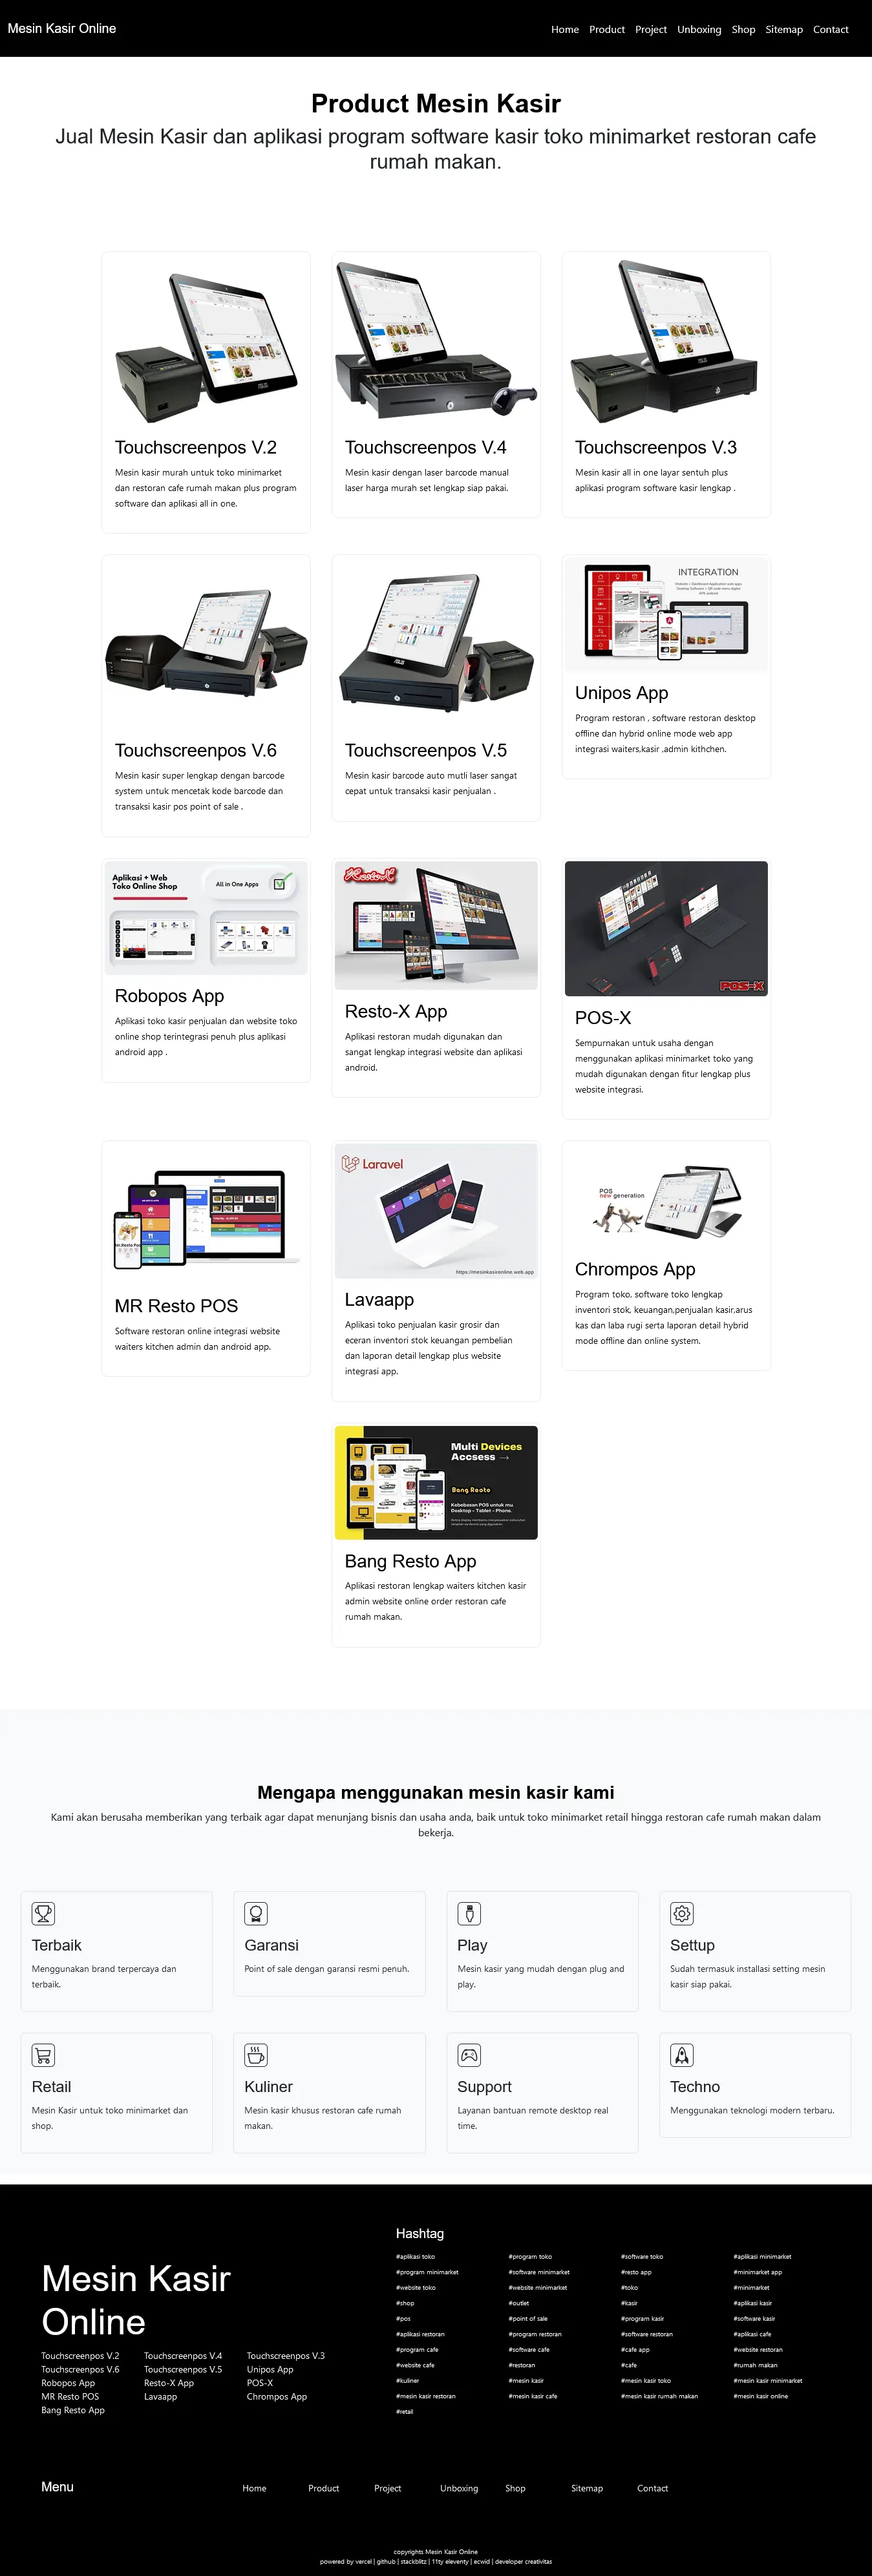 Mesin Kasir Online
Home Product Project Unboxing Shop Sitemap Contact
Product Mesin Kasir
Jual Mesin Kasir dan aplikasi program software kasir toko minimarket restoran cafe
rumah makan.
Touchscreenpos V.2
Mesin kasir murah untuk toko minimarket
dan restoran cafe rumah makan plus program
software dan aplikasi all in one.
Touchscreenpos V.4
Mesin kasir dengan laser barcode manual
laser harga murah set lengkap siap pakai.
Touchscreenpos V.3
Mesin kasir all in one layar sentuh plus
aplikasi program software kasir lengkap .
Touchscreenpos V.6
Mesin kasir super lengkap dengan barcode
system untuk mencetak kode barcode dan
transaksi kasir pos point of sale .
Touchscreenpos V.5
Mesin kasir barcode auto mutli laser sangat
cepat untuk transaksi kasir penjualan .
INTEGRATION
Unipos App
Program restoran , software restoran desktop
offline dan hybrid online mode web app
integrasi waiters,kasir ,admin kithchen.
Aplikasi + Web
Toko Online Shop
All in One Apps
Robopos App
Aplikasi toko kasir penjualan dan website toko
online shop terintegrasi penuh plus aplikasi
android app .
RestoX
Resto-X App
Aplikasi restoran mudah digunakan dan
sangat lengkap integrasi website dan aplikasi
android.
POS-X
POS-X
Sempurnakan untuk usaha dengan
menggunakan aplikasi minimarket toko yang
mudah digunakan dengan fitur lengkap plus
website integrasi.
MR Resto POS
Software restoran online integrasi website
waiters kitchen admin dan android app.
Laravel
https://mesinkasironline.web.app
Lavaapp
Aplikasi toko penjualan kasir grosir dan
eceran inventori stok keuangan pembelian
dan laporan detail lengkap plus website
integrasi app.
POS
new generation
Chrompos App
Program toko, software toko lengkap
inventori stok, keuangan,penjualan kasir,arus
kas dan laba rugi serta laporan detail hybrid
mode offline dan online system.
Multi Devices
Accsess →
Bang Resto
Kebebasan POS untuk mu.
Desktop - Tablet - Phone.
Bang Resto App
Aplikasi restoran lengkap waiters kitchen kasir
admin website online order restoran cafe
rumah makan.
Mengapa menggunakan mesin kasir kami
Kami akan berusaha memberikan yang terbaik agar dapat menunjang bisnis dan usaha anda, baik untuk toko minimarket retail hingga restoran cafe rumah makan dalam
bekerja.
Terbaik
Menggunakan brand terpercaya dan
terbaik.
Garansi
Point of sale dengan garansi resmi penuh.
Play
Mesin kasir yang mudah dengan plug and
play.
Settup
Sudah termasuk installasi setting mesin
kasir siap pakai.
Retail
Mesin Kasir untuk toko minimarket dan
shop.
Kuliner
Mesin kasir khusus restoran cafe rumah
makan.
Support
Layanan bantuan remote desktop real
time.
Techno
Menggunakan teknologi modern terbaru.
Mesin Kasir
Online
Touchscreenpos V.2 Touchscreenpos V.4 Touchscreenpos V.3
Touchscreenpos V.6 Touchscreenpos V.5 Unipos App
Robopos App Resto-X App POS-X
MR Resto POS Lavaapp Chrompos App
Bang Resto App
Hashtag
#aplikasi toko #program toko #software toko #aplikasi minimarket
#program minimarket #software minimarket #resto app #minimarket app
#website toko #website minimarket #toko #minimarket
#shop #outlet #kasir #aplikasi kasir
#pos #point of sale #program kasir #software kasir
#aplikasi restoran #program restoran #software restoran #aplikasi cafe
#program cafe #software cafe #cafe app #website restoran
#website cafe #restoran #cafe #rumah makan
#kuliner #mesin kasir #mesin kasir toko #mesin kasir minimarket
#mesin kasir restoran #mesin kasir cafe #mesin kasir rumah makan #mesin kasir online
#retail
Menu
Home Product Project Unboxing Shop Sitemap Contact
copyrights Mesin Kasir Online
powered by vercel | github | stackblitz | 11ty eleventy | ecwid | developer creativitas